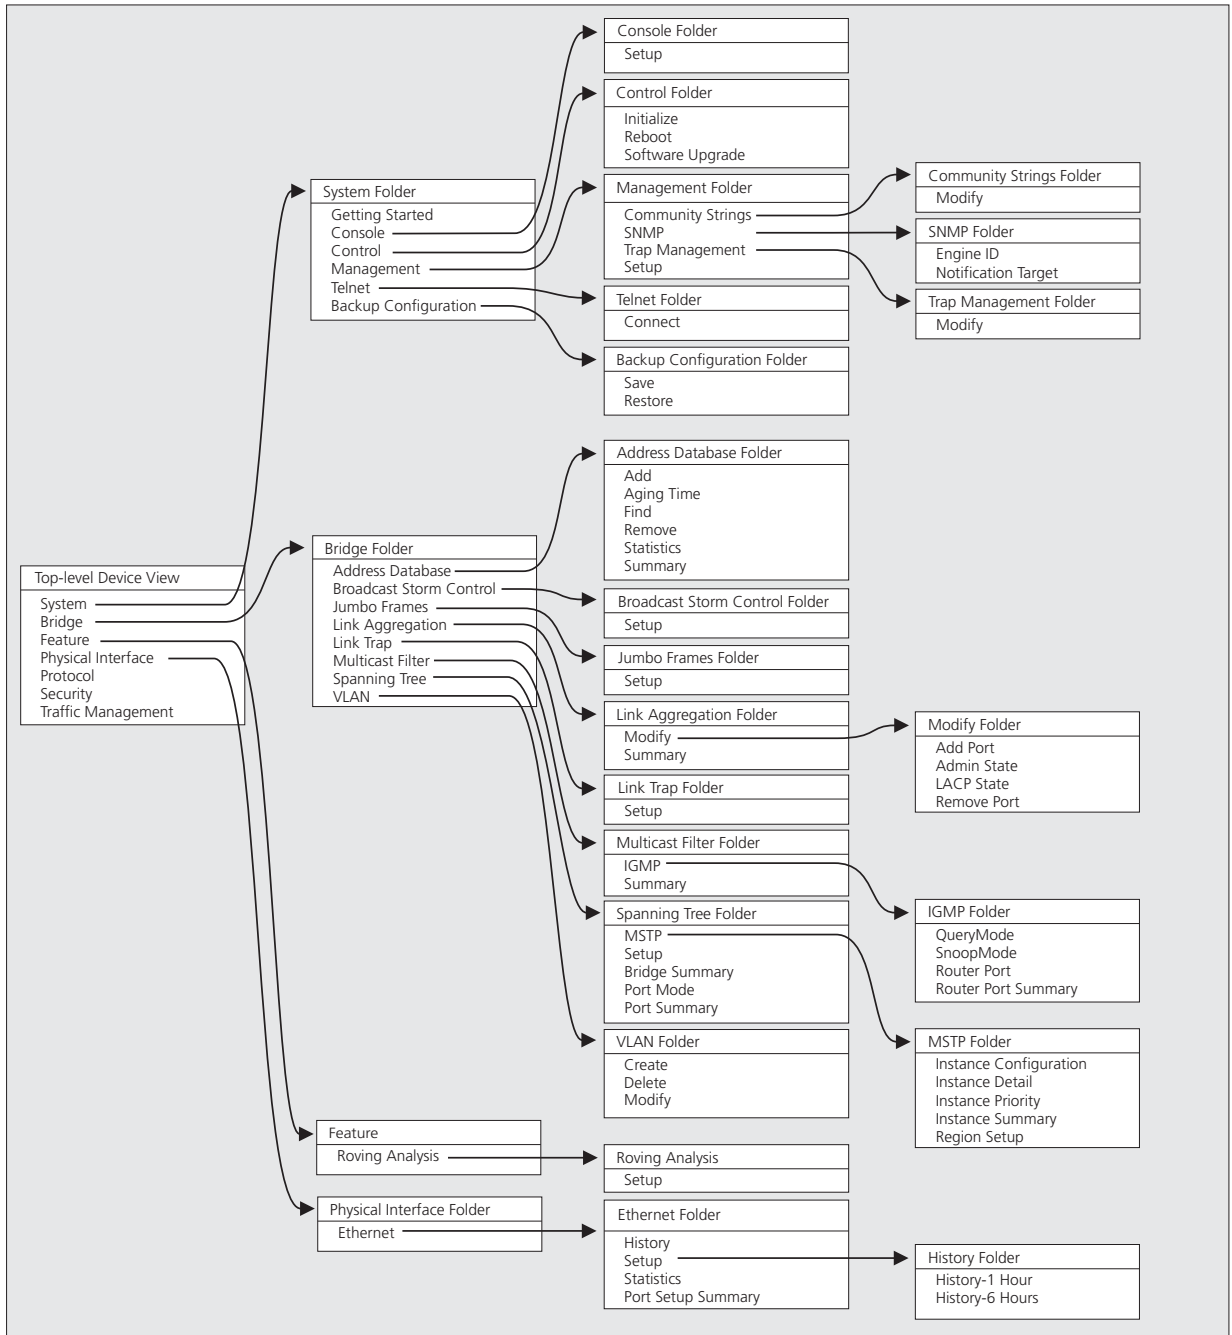 Top-level Device View
System
Bridge
Feature
Physical Interface
Protocol
Security
Traffic Management
System Folder
Getting Started
Console
Control
Management
Telnet
Backup Configuration
Console Folder
Setup
Control Folder
Initialize
Reboot
Software Upgrade
Management Folder
Community Strings
SNMP
Trap Management
Setup
Community Strings Folder
Modify
SNMP Folder
Engine ID
Notification Target
Trap Management Folder
Modify
Telnet Folder
Connect
Backup Configuration Folder
Save
Restore
Bridge Folder
Address Database
Broadcast Storm Control
Jumbo Frames
Link Aggregation
Link Trap
Multicast Filter
Spanning Tree
VLAN
Address Database Folder
Add
Aging Time
Find
Remove
Statistics
Summary
Broadcast Storm Control Folder
Setup
Jumbo Frames Folder
Setup
Link Aggregation Folder
Modify
Summary
Modify Folder
Add Port
Admin State
LACP State
Remove Port
Link Trap Folder
Setup
Multicast Filter Folder
IGMP
Summary
IGMP Folder
QueryMode
SnoopMode
Router Port
Router Port Summary
Spanning Tree Folder
MSTP
Setup
Bridge Summary
Port Mode
Port Summary
MSTP Folder
Instance Configuration
Instance Detail
Instance Priority
Instance Summary
Region Setup
VLAN Folder
Create
Delete
Modify
Feature
Roving Analysis
Roving Analysis
Setup
Physical Interface Folder
Ethernet
Ethernet Folder
History
Setup
Statistics
Port Setup Summary
History Folder
History-1 Hour
History-6 Hours